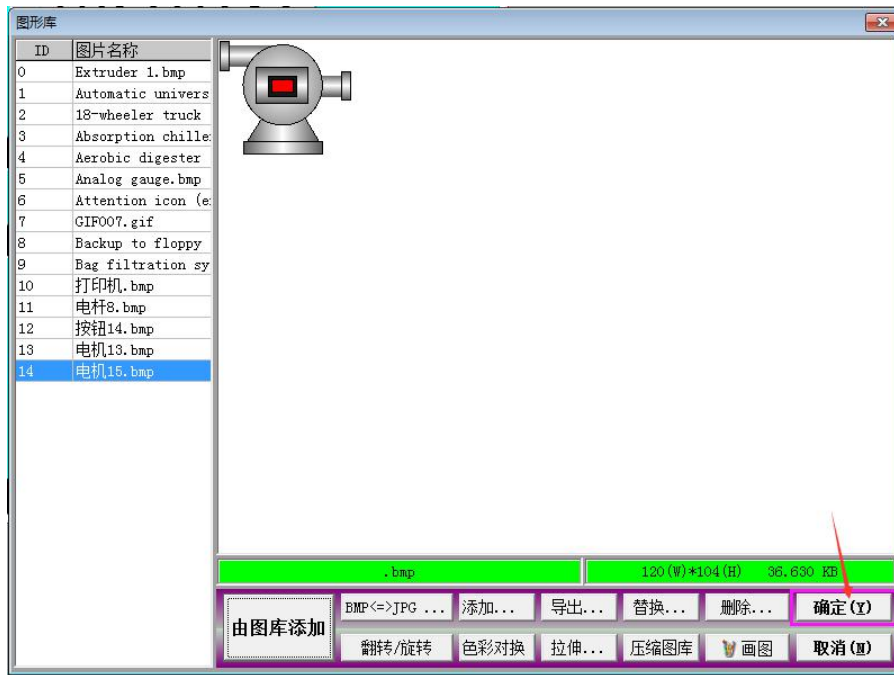 图形库
ID 图片名称
0 Extruder 1.bmp
1 Automatic univers
2 18-wheeler truck
3 Absorption chille
4 Aerobic digester
5 Analog gauge.bmp
6 Attention icon (e
7 GIF007.gif
8 Backup to floppy
9 Bag filtration sy
10 打印机.bmp
11 电杆8.bmp
12 按钮14.bmp
13 电机13.bmp
14 电机15.bmp
.bmp 120(W)*104(H) 36.630 KB
由图库添加
BMP<=>JPG ... 添加... 导出... 替换... 删除... 确定(Y)
翻转/旋转 色彩对换 拉伸... 压缩图库 画图 取消(N)